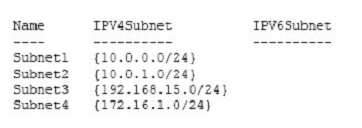 Name IPV4Subnet IPV6Subnet
---- ---------- ----------
Subnet1 {10.0.0.0/24}
Subnet2 {10.0.1.0/24}
Subnet3 {192.168.15.0/24}
Subnet4 {172.16.1.0/24}